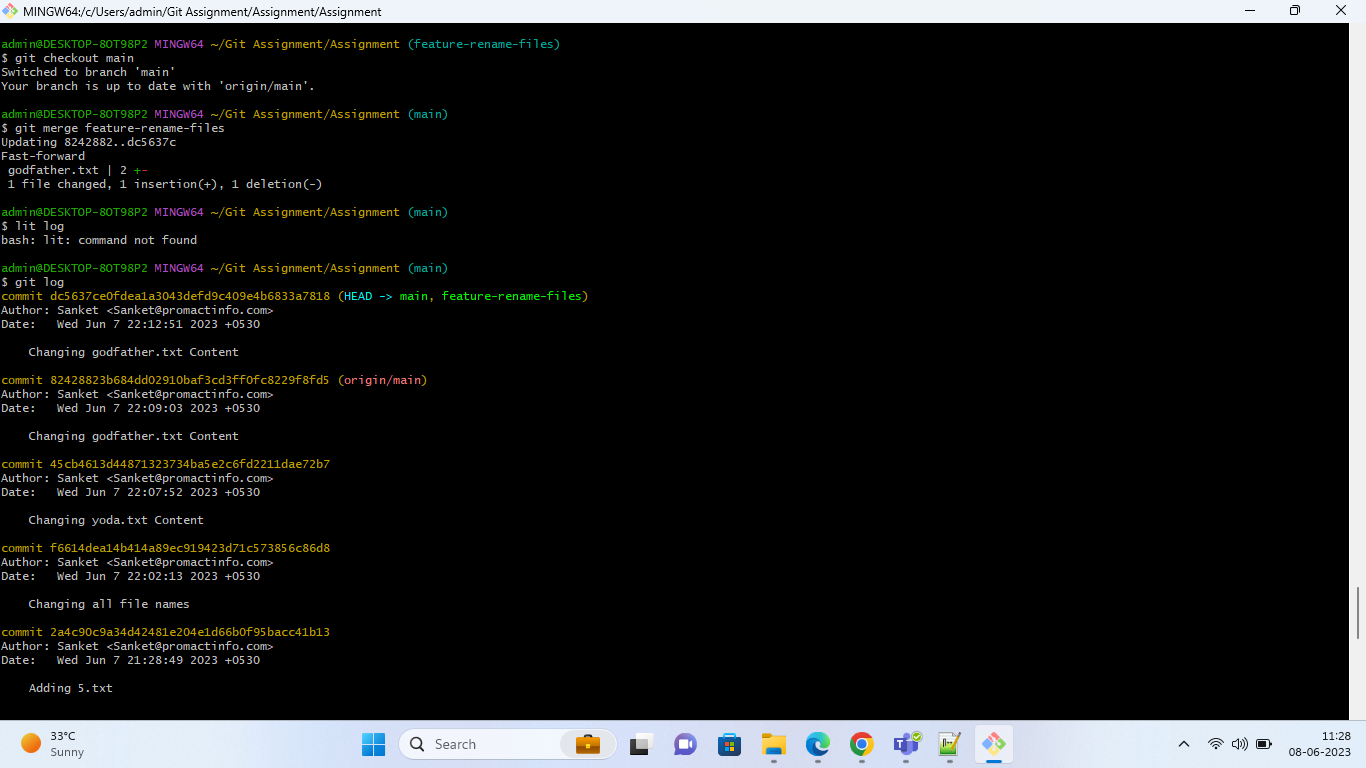 MINGW64:/c/Users/admin/Git Assignment/Assignment/Assignment
admin@DESKTOP-8OT98P2 MINGW64 ~/Git Assignment/Assignment (feature-rename-files)
$ git checkout main
Switched to branch 'main'
Your branch is up to date with 'origin/main'.
admin@DESKTOP-8OT98P2 MINGW64 ~/Git Assignment/Assignment (main)
$ git merge feature-rename-files
Updating 8242882..dc5637c
Fast-forward
 godfather.txt | 2 +-
 1 file changed, 1 insertion(+), 1 deletion(-)
admin@DESKTOP-8OT98P2 MINGW64 ~/Git Assignment/Assignment (main)
$ lit log
bash: lit: command not found
admin@DESKTOP-8OT98P2 MINGW64 ~/Git Assignment/Assignment (main)
$ git log
commit dc5637ce0fdea1a3043defd9c409e4b6833a7818 (HEAD -> main, feature-rename-files)
Author: Sanket <Sanket@promactinfo.com>
Date:   Wed Jun 7 22:12:51 2023 +0530
    Changing godfather.txt Content
commit 82428823b684dd02910baf3cd3ff0fc8229f8fd5 (origin/main)
Author: Sanket <Sanket@promactinfo.com>
Date:   Wed Jun 7 22:09:03 2023 +0530
    Changing godfather.txt Content
commit 45cb4613d44871323734ba5e2c6fd2211dae72b7
Author: Sanket <Sanket@promactinfo.com>
Date:   Wed Jun 7 22:07:52 2023 +0530
    Changing yoda.txt Content
commit f6614dea14b414a89ec919423d71c573856c86d8
Author: Sanket <Sanket@promactinfo.com>
Date:   Wed Jun 7 22:02:13 2023 +0530
    Changing all file names
commit 2a4c90c9a34d42481e204e1d66b0f95bacc41b13
Author: Sanket <Sanket@promactinfo.com>
Date:   Wed Jun 7 21:28:49 2023 +0530
    Adding 5.txt
33°C
Sunny
Search
11:28
08-06-2023